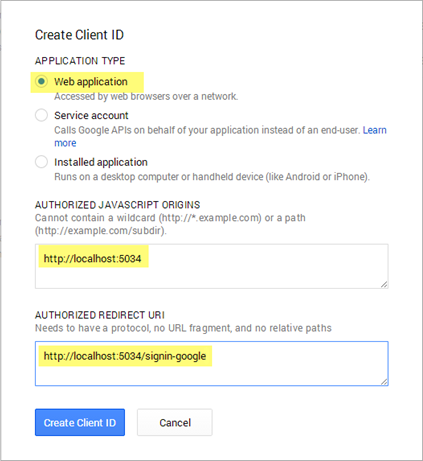 Create Client ID
APPLICATION TYPE
Web application
Accessed by web browsers over a network.
Service account
Calls Google APIs on behalf of your application instead of an end-user. Learn
more
Installed application
Runs on a desktop computer or handheld device (like Android or iPhone).
AUTHORIZED JAVASCRIPT ORIGINS
Cannot contain a wildcard (http://*.example.com) or a path
(http://example.com/subdir).
http://localhost:5034
AUTHORIZED REDIRECT URI
Needs to have a protocol, no URL fragment, and no relative paths
http://localhost:5034/signin-google
Create Client ID
Cancel